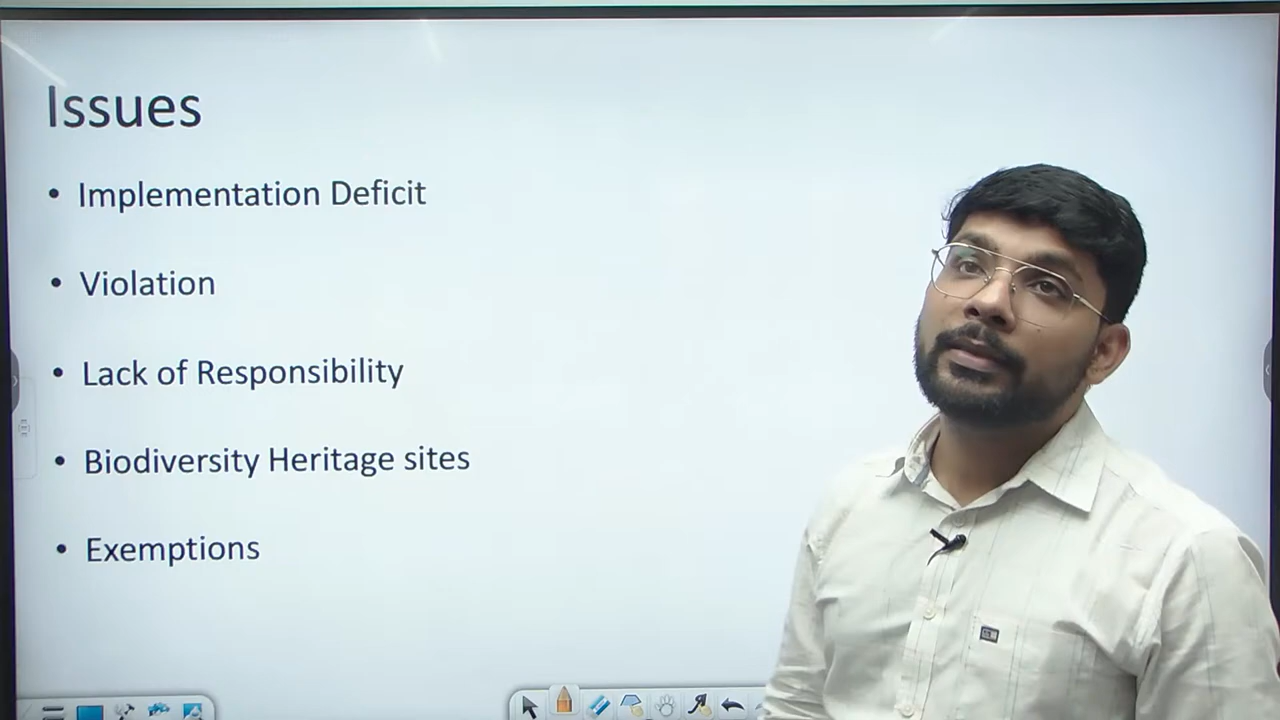 Issues
• Implementation Deficit
• Violation
• Lack of Responsibility
• Biodiversity Heritage sites
• Exemptions